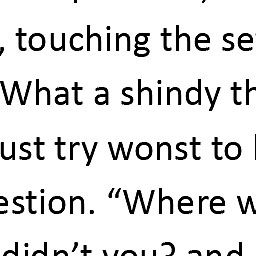 , touching the se
What a shindy th
ust try wonst to
estion. “Where w
didn’t you? and